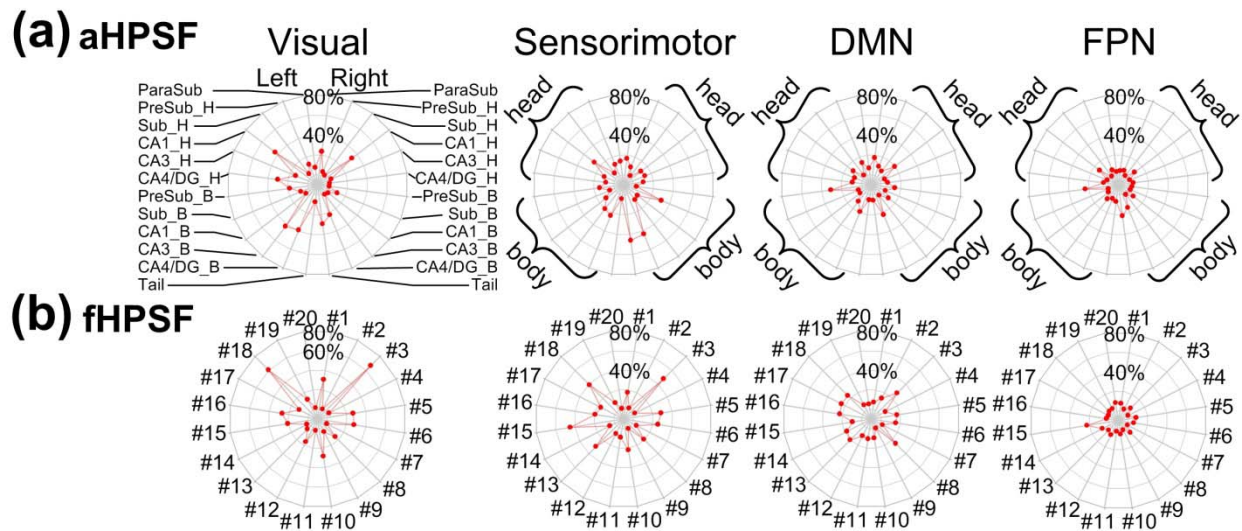 (a) aHPSF Visual Sensorimotor DMN FPN
Left Right
ParaSub 80% ParaSub
PreSub_H PreSub_H
Sub_H Sub_H
CA1_H 40% CA1_H
CA3_H CA3_H
CA4/DG_H CA4/DG_H
PreSub_B PreSub_B
Sub_B Sub_B
CA1_B CA1_B
CA3_B CA3_B
CA4/DG_B CA4/DG_B
Tail Tail
head 80% head
40%
body body
head 80% head
40%
body body
head 80% head
40%
body body
(b) fHPSF
#20 #1
#19 80% #2
#18 60% #3
#17 #4
#16 #5
#15 #6
#14 #7
#13 #8
#12 #9
#11 #10
#20 #1
#19 80% #2
#18 #3
#17 40% #4
#16 #5
#15 #6
#14 #7
#13 #8
#12 #9
#11 #10
#20 #1
#19 80% #2
#18 #3
#17 40% #4
#16 #5
#15 #6
#14 #7
#13 #8
#12 #9
#11 #10
#20 #1
#19 80% #2
#18 #3
#17 40% #4
#16 #5
#15 #6
#14 #7
#13 #8
#12 #9
#11 #10